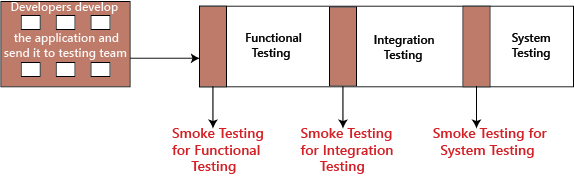 Developers develop
the application and
send it to testing team
Functional
Testing
Integration
Testing
System
Testing
Smoke Testing
for Functional
Testing
Smoke Testing
for Integration
Testing
Smoke Testing for
System Testing